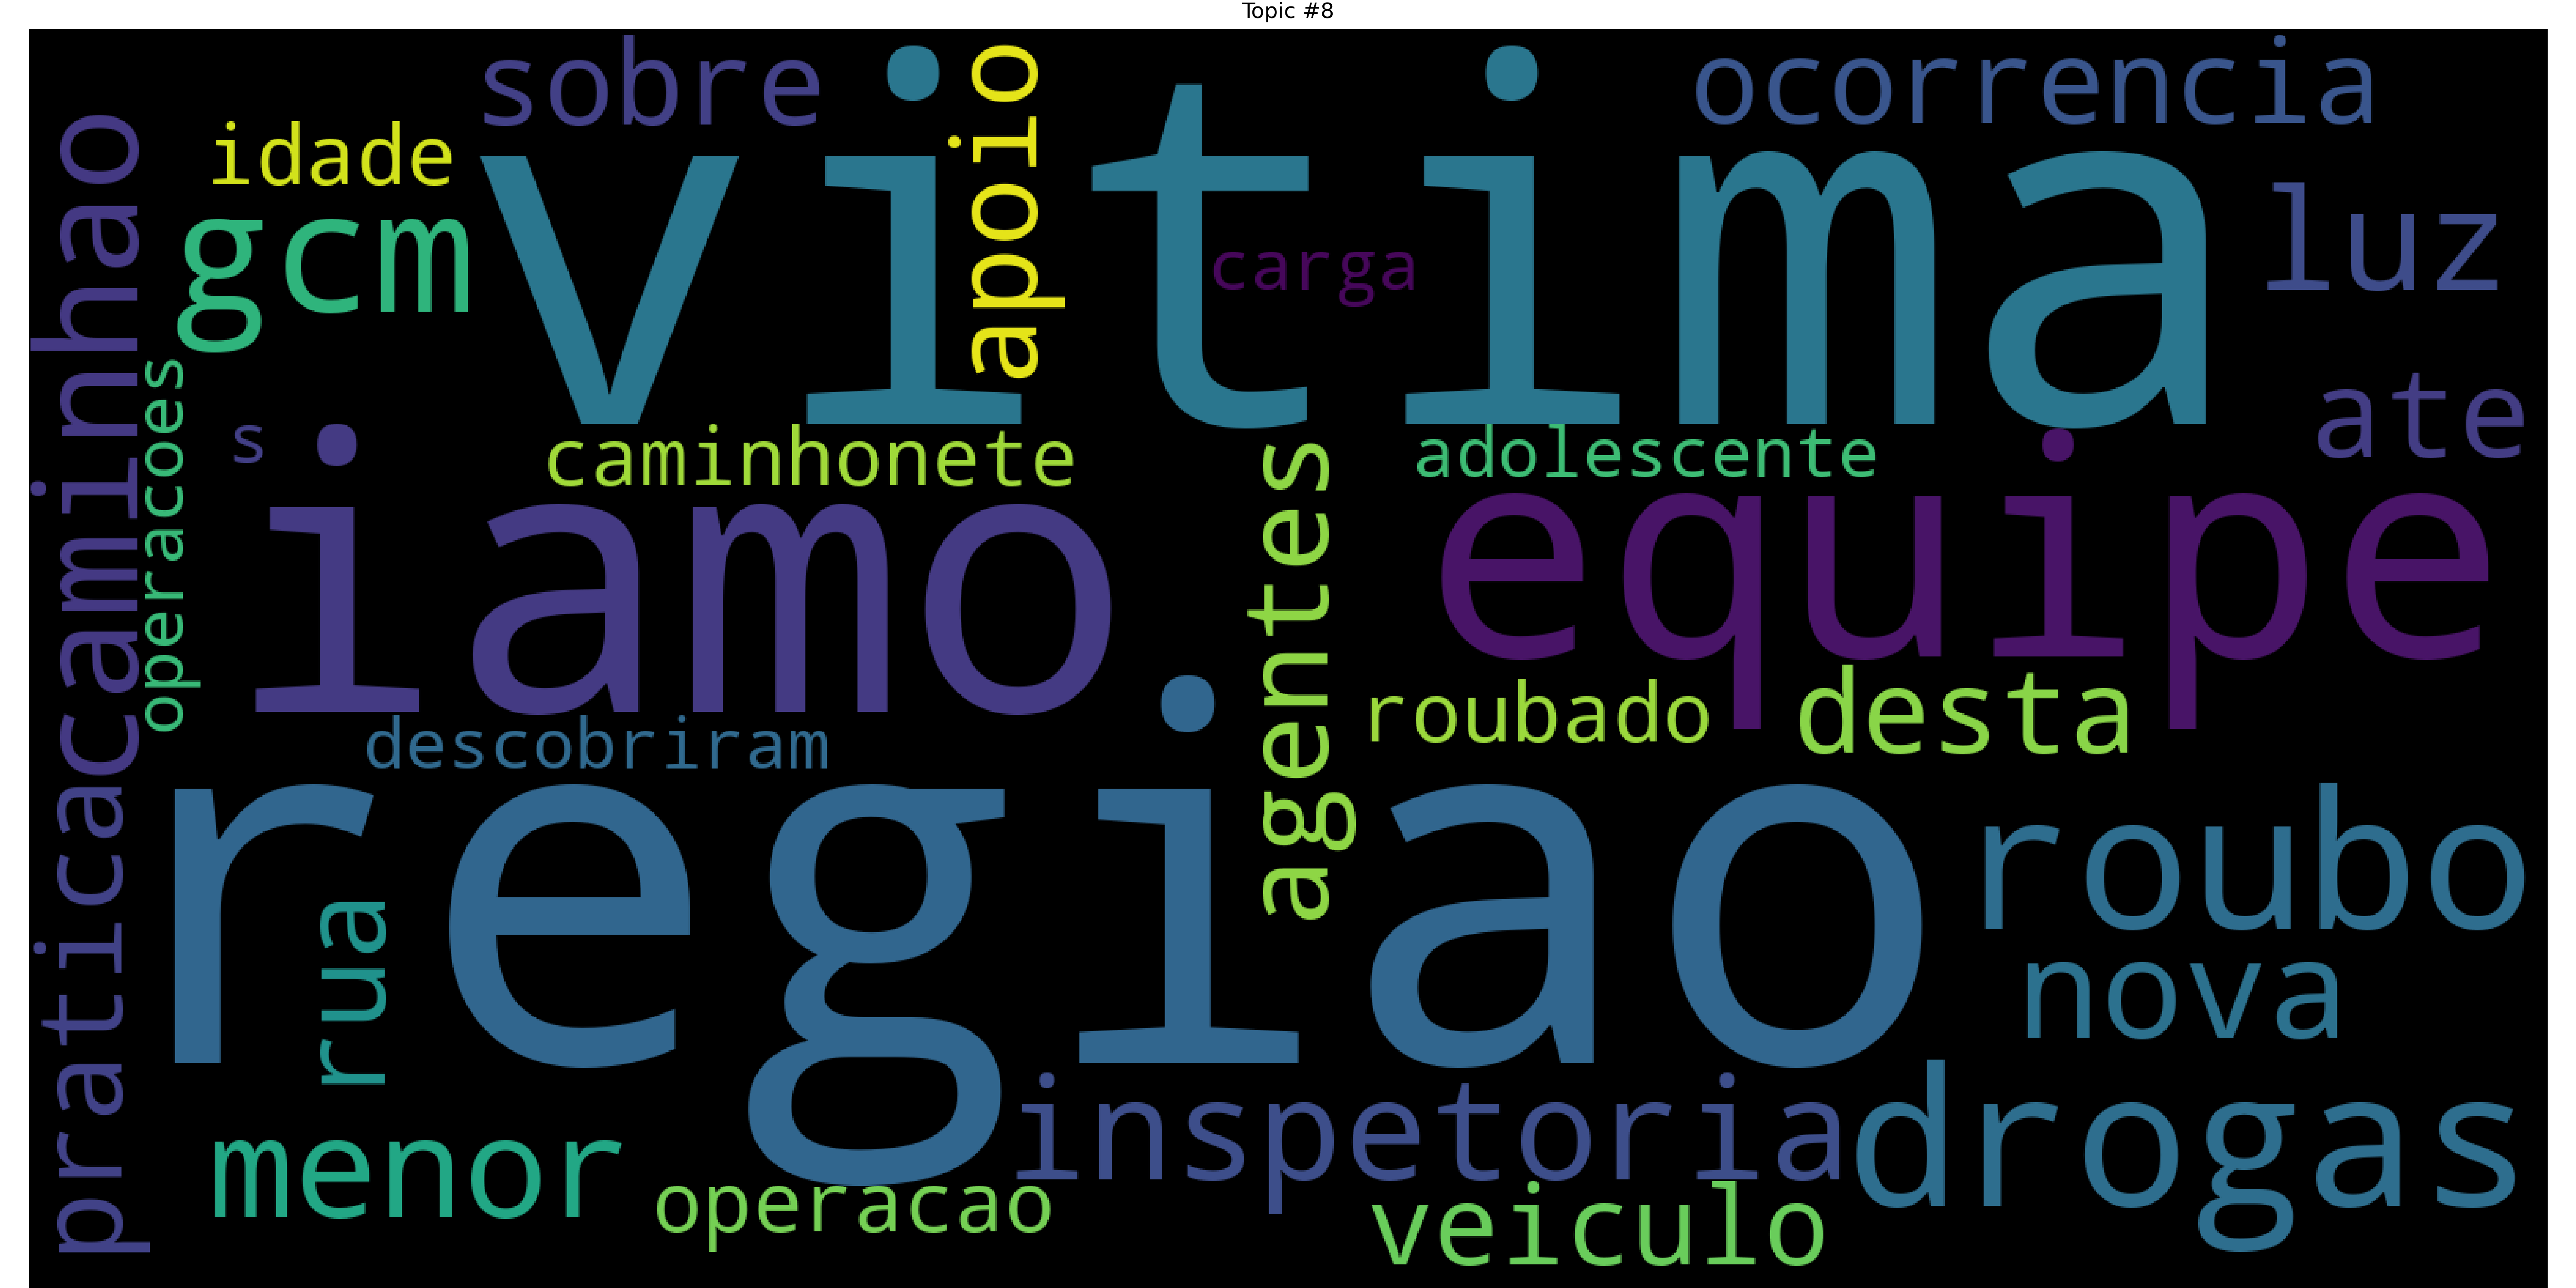 Topic #8
sobre
ocorrencia
idade
apoio
vitima
gcm
luz
carga
caminhao
operacoes
s
caminhonete
adolescente
ate
iamo
equipe
agentes
descobriram
roubado
desta
regiao
roubo
rua
nova
pratica
menor
inspetoria
drogas
operacao
veiculo